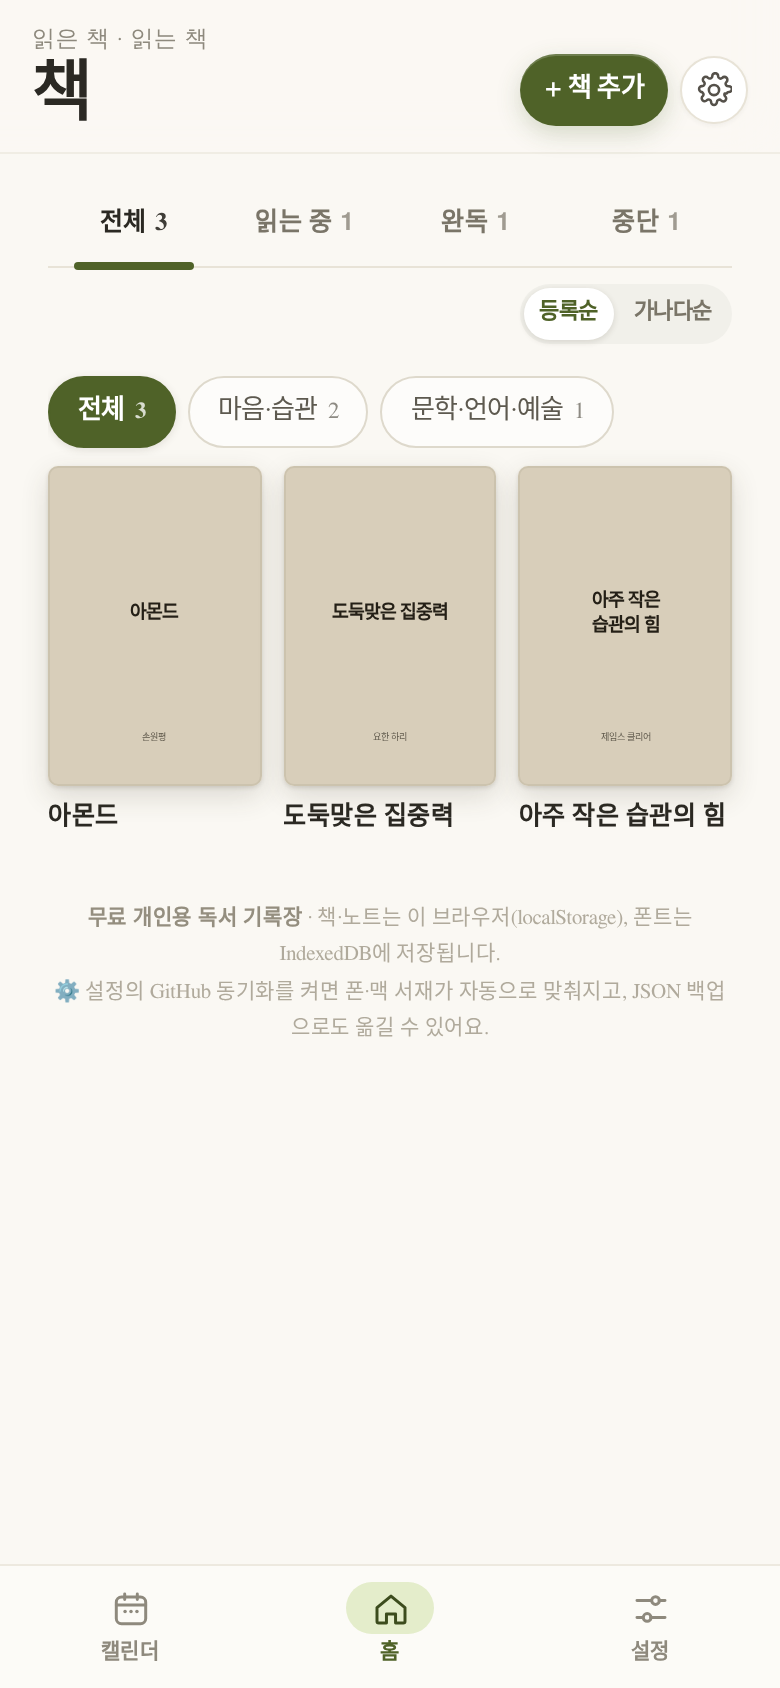 읽은 책 · 읽는 책
책
+ 책 추가
전체 3
읽는 중 1
완독 1
중단 1
등록순
가나다순
전체 3
마음·습관 2
문학·언어·예술 1
아몬드
손원평
도둑맞은 집중력
요한 하리
아주 작은
습관의 힘
제임스 클리어
아몬드
도둑맞은 집중력
아주 작은 습관의 힘
무료 개인용 독서 기록장 · 책·노트는 이 브라우저(localStorage), 폰트는
IndexedDB에 저장됩니다.
⚙️ 설정의 GitHub 동기화를 켜면 폰·맥 서재가 자동으로 맞춰지고, JSON 백업
으로도 옮길 수 있어요.
캘린더
홈
설정